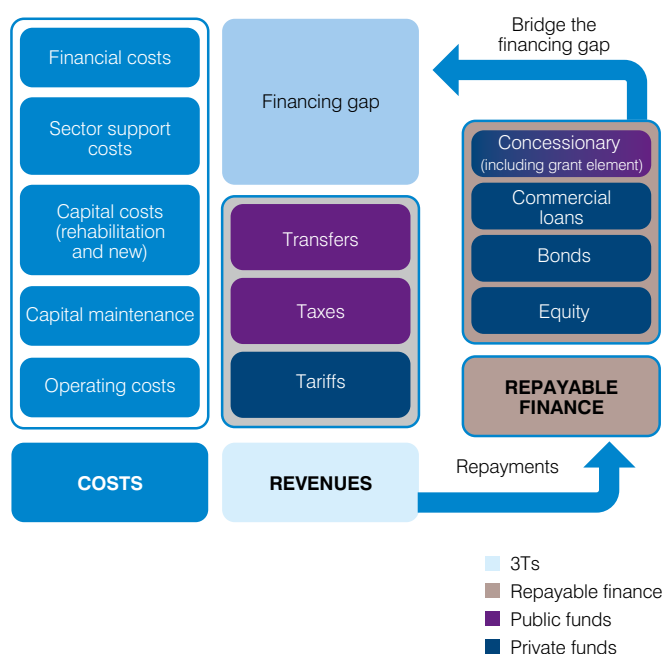 Financial costs
Sector support
costs
Capital costs
(rehabilitation
and new)
Capital maintenance
Operating costs
COSTS
Financing gap
Transfers
Taxes
Tariffs
REVENUES
Bridge the
financing gap
Concessionary
(including grant element)
Commercial
loans
Bonds
Equity
REPAYABLE
FINANCE
Repayments
3Ts
Repayable finance
Public funds
Private funds